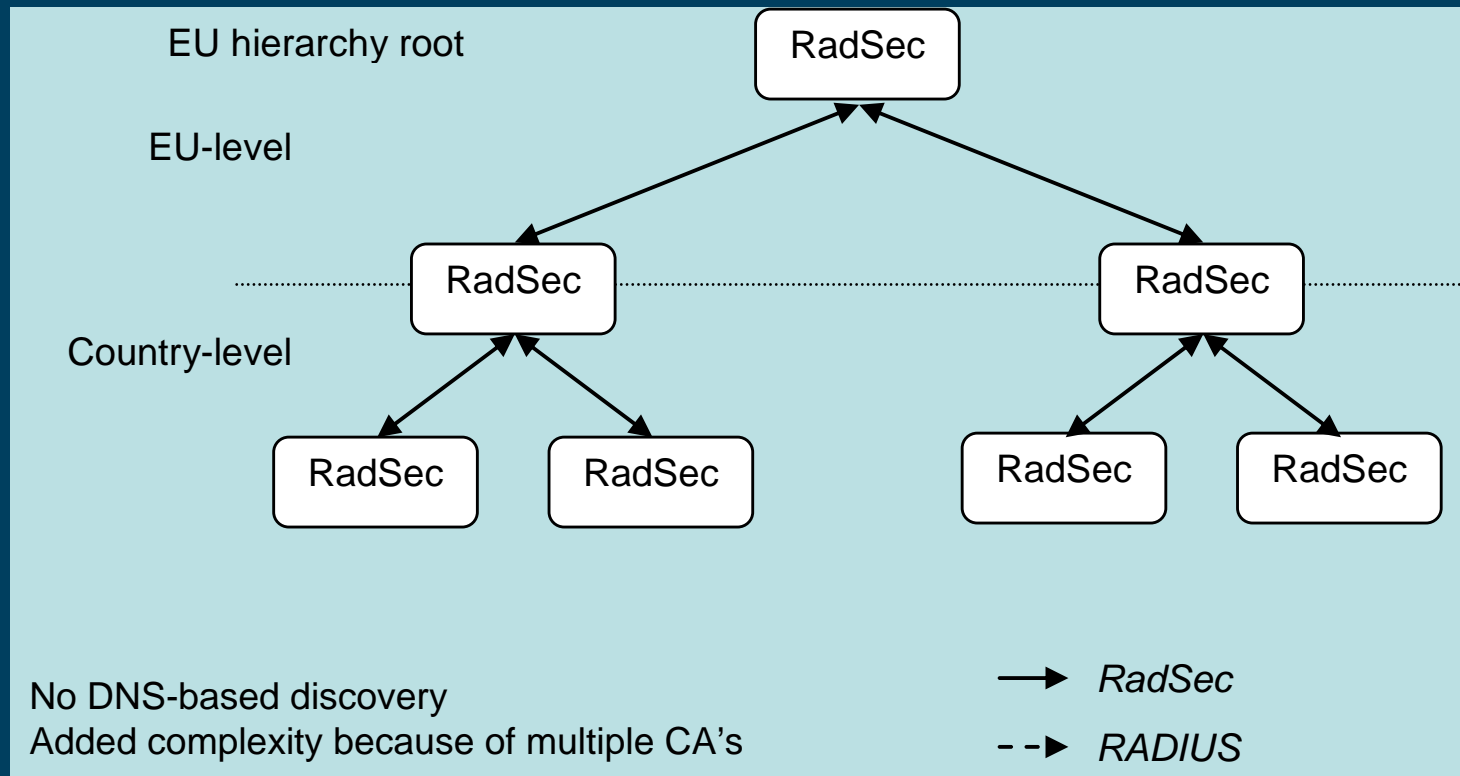 EU hierarchy root
RadSec
EU-level
RadSec
RadSec
Country-level
RadSec
RadSec
RadSec
RadSec
No DNS-based discovery
Added complexity because of multiple CA's
RadSec
RADIUS